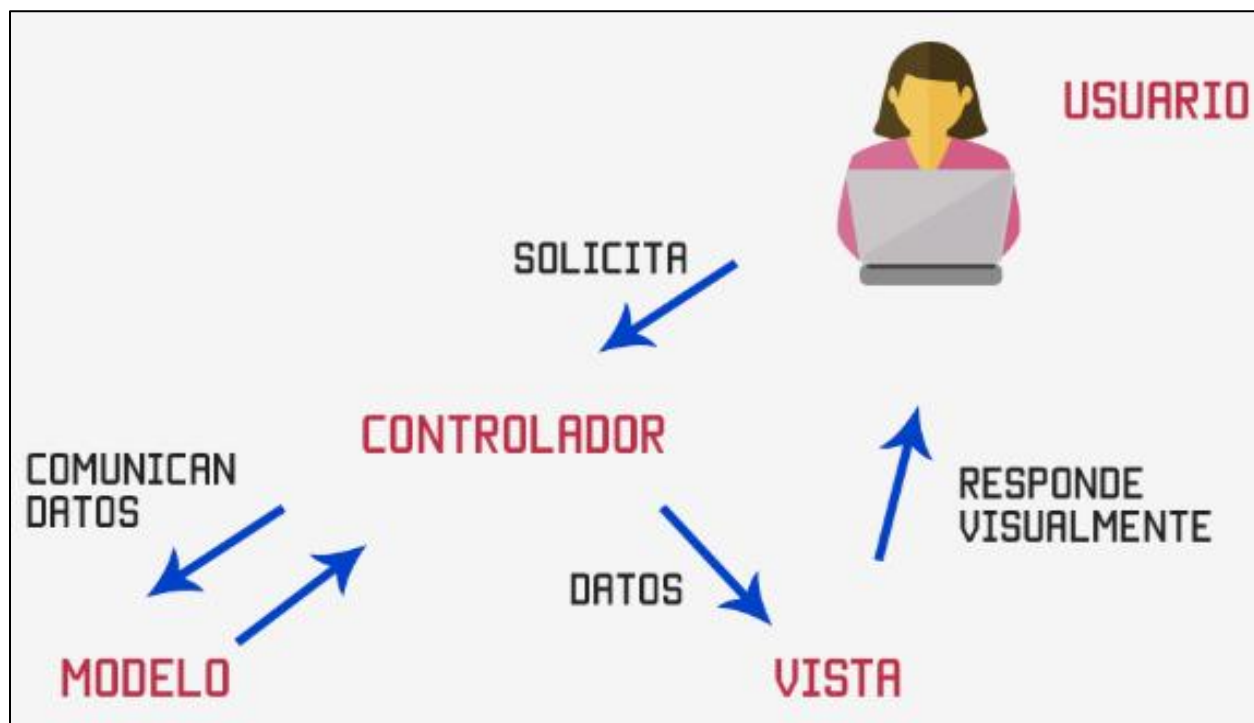 USUARIO
SOLICITA
CONTROLADOR
COMUNICAN
DATOS
RESPONDE
VISUALMENTE
DATOS
MODELO
VISTA